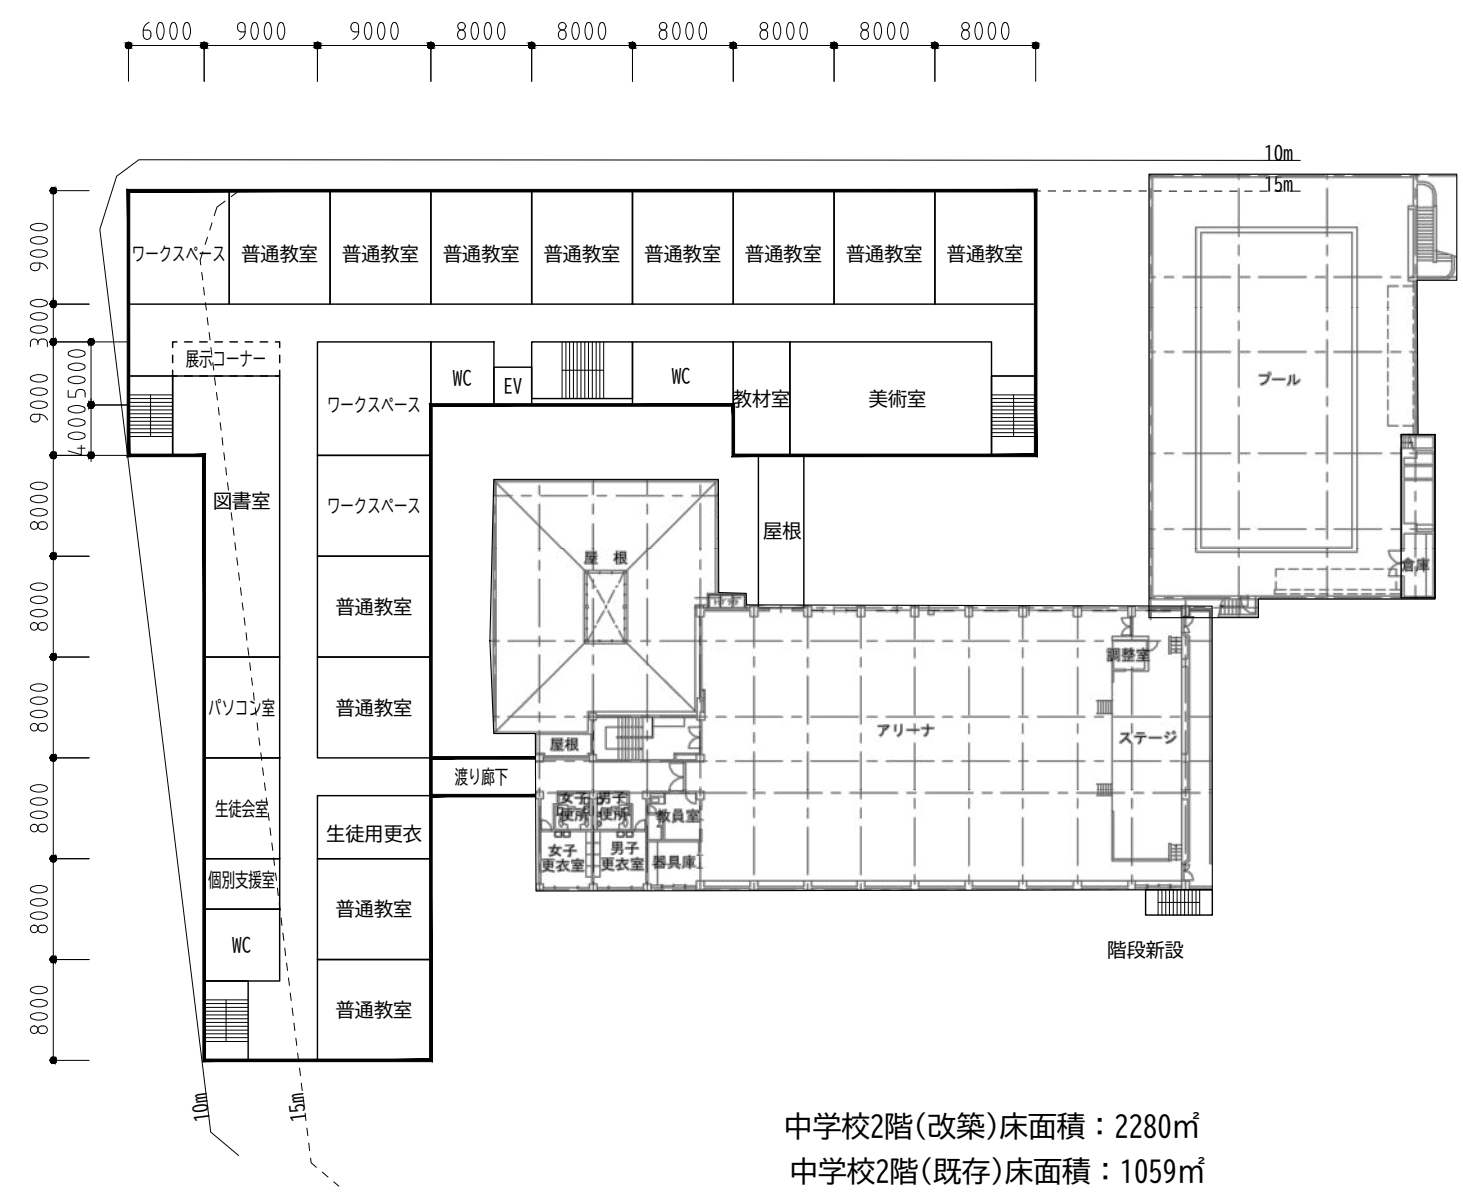 6000 9000 9000 8000 8000 8000 8000 8000 8000
10m
15m
9000
3000
9000
5000
4000
8000
8000
8000
8000
8000
8000
ワークスペース 普通教室 普通教室 普通教室 普通教室 普通教室 普通教室 普通教室 普通教室
展示コーナー
ワークスペース
WC
EV
WC
教材室
美術室
プール
図書室
ワークスペース
屋根
屋 根
倉庫
普通教室
調整室
パソコン室
普通教室
アリーナ
ステージ
屋根
渡り廊下
生徒会室
生徒用更衣
女子
便所
男子
便所
教員室
女子
更衣室
男子
更衣室
器具庫
個別支援室
普通教室
WC
階段新設
普通教室
10m
15m
中学校2階(改築)床面積：2280㎡
中学校2階(既存)床面積：1059㎡